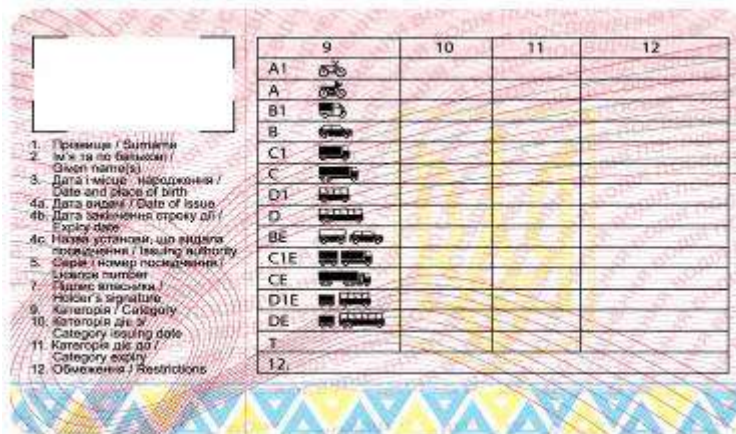 1. Прізвище / Surname
2. Ім'я та по батькові /
Given name(s)
3. Дата і місце народження /
Date and place of birth
4a. Дата видачі / Date of issue
4b. Дата закінчення строку дії /
Expiry date
4c. Назва установи, що видала
посвідчення / Issuing authority
5. Серія і номер посвідчення /
Licence number
7. Підпис власника /
Holder's signature
9. Категорія / Category
10. Категорія діє з/
Category issuing date
11. Категорія діє до /
Category expiry
12. Обмеження / Restrictions
9 10 11 12
A1
A
B1
B
C1
C
D1
D
BE
C1E
CE
D1E
DE
T
12.